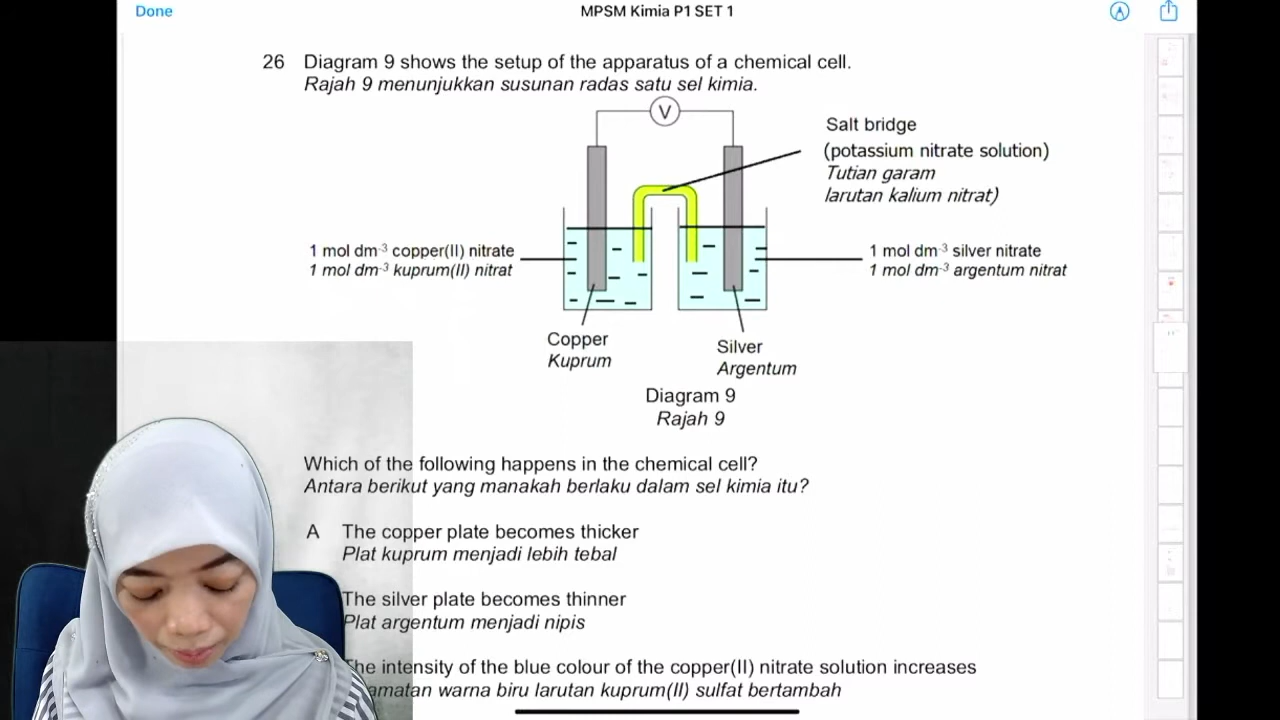 Done
MPSM Kimia P1 SET 1
26 Diagram 9 shows the setup of the apparatus of a chemical cell.
Rajah 9 menunjukkan susunan radas satu sel kimia.
V
Salt bridge
(potassium nitrate solution)
Tutian garam
larutan kalium nitrat)
1 mol dm⁻³ copper(II) nitrate
1 mol dm⁻³ kuprum(II) nitrat
1 mol dm⁻³ silver nitrate
1 mol dm⁻³ argentum nitrat
Copper
Kuprum
Silver
Argentum
Diagram 9
Rajah 9
Which of the following happens in the chemical cell?
Antara berikut yang manakah berlaku dalam sel kimia itu?
A The copper plate becomes thicker
Plat kuprum menjadi lebih tebal
The silver plate becomes thinner
Plat argentum menjadi nipis
The intensity of the blue colour of the copper(II) nitrate solution increases
warna biru larutan kuprum(II) sulfat bertambah